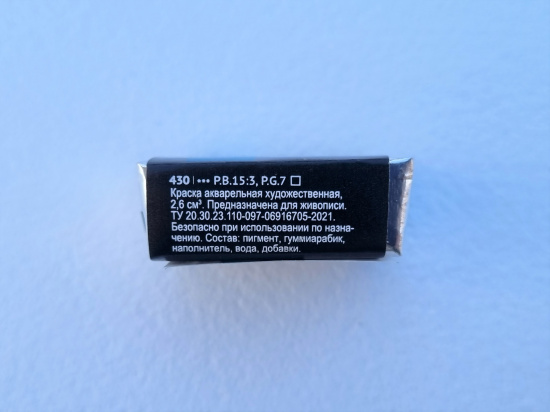 430 | *** P.B.15:3, P.G.7 □
Краска акварельная художественная,
2,6 см³. Предназначена для живописи.
ТУ 20.30.23.110-097-06916705-2021.
Безопасно при использовании по назна-
чению. Состав: пигмент, гуммиарабик,
наполнитель, вода, добавки.